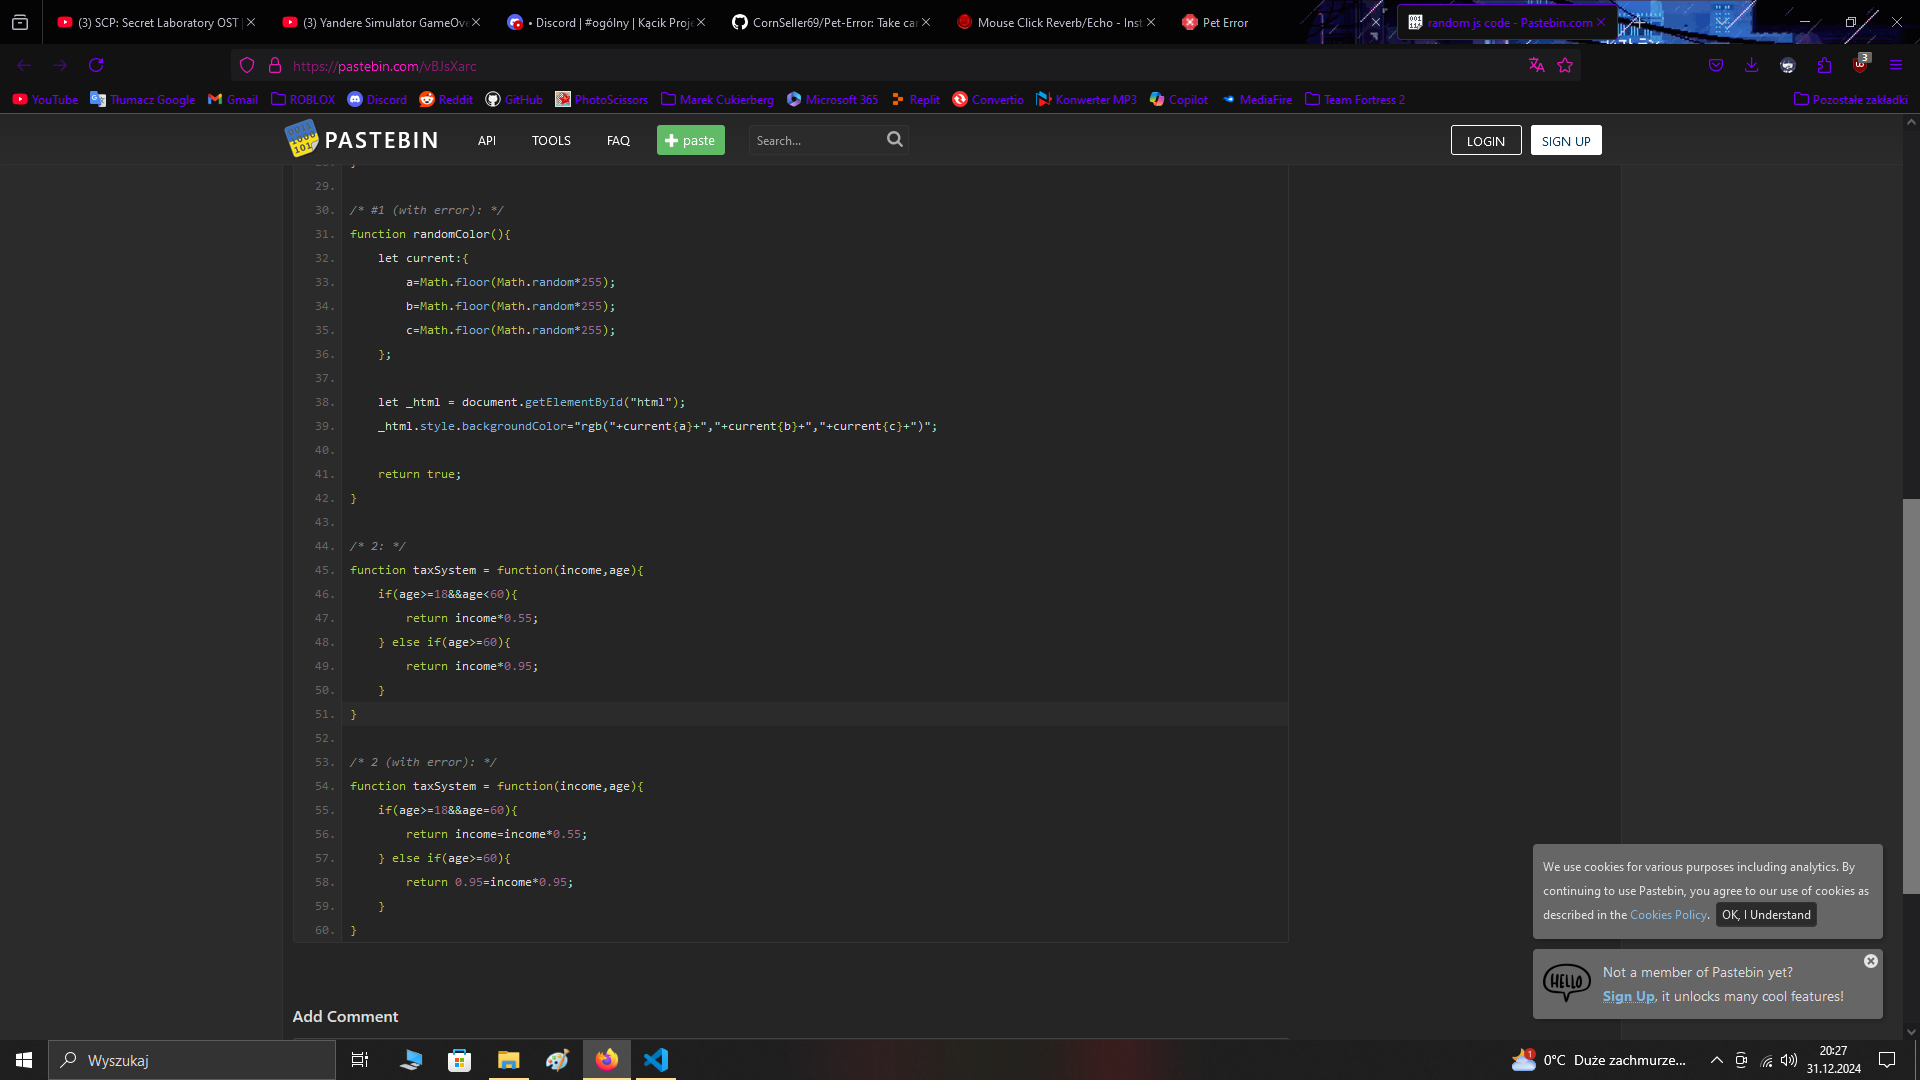 (3) SCP: Secret Laboratory OST |
(3) Yandere Simulator GameOve
• Discord | #ogólny | Kącik Proje
CornSeller69/Pet-Error: Take car
Mouse Click Reverb/Echo - Inst
Pet Error
random js code - Pastebin.com
https://pastebin.com/vBJsXarc
3
YouTube
Tłumacz Google
Gmail
ROBLOX
Discord
Reddit
GitHub
PhotoScissors
Marek Cukierberg
Microsoft 365
Replit
Convertio
Konwerter MP3
Copilot
MediaFire
Team Fortress 2
Pozostałe zakładki
PASTEBIN
API
TOOLS
FAQ
paste
Search...
LOGIN
SIGN UP
29.
30. /* #1 (with error): */
31. function randomColor(){
32. let current:{
33. a=Math.floor(Math.random*255);
34. b=Math.floor(Math.random*255);
35. c=Math.floor(Math.random*255);
36. };
37.
38. let _html = document.getElementById("html");
39. _html.style.backgroundColor="rgb("+current{a}+","+current{b}+","+current{c}+")";
40.
41. return true;
42. }
43.
44. /* 2: */
45. function taxSystem = function(income,age){
46. if(age>=18&&age<60){
47. return income*0.55;
48. } else if(age>=60){
49. return income*0.95;
50. }
51. }
52.
53. /* 2 (with error): */
54. function taxSystem = function(income,age){
55. if(age>=18&&age=60){
56. return income=income*0.55;
57. } else if(age>=60){
58. return 0.95=income*0.95;
59. }
60. }
Add Comment
We use cookies for various purposes including analytics. By
continuing to use Pastebin, you agree to our use of cookies as
described in the Cookies Policy. OK, I Understand
HELLO
Not a member of Pastebin yet?
Sign Up, it unlocks many cool features!
Wyszukaj
1
0°C Duże zachmurze...
20:27
31.12.2024